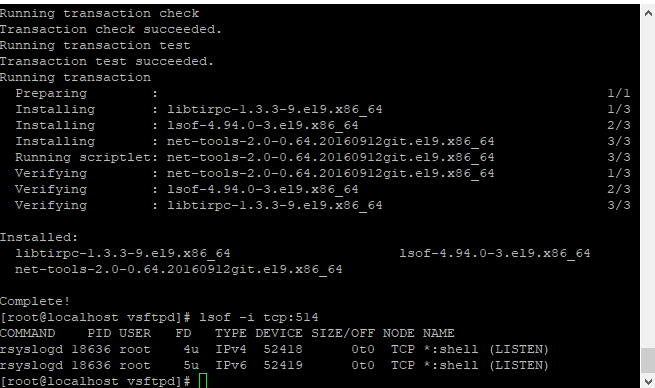 Running transaction check
Transaction check succeeded.
Running transaction test
Transaction test succeeded.
Running transaction
  Preparing        :                                                         1/1
  Installing       : libtirpc-1.3.3-9.el9.x86_64                             1/3
  Installing       : lsof-4.94.0-3.el9.x86_64                                2/3
  Installing       : net-tools-2.0-0.64.20160912git.el9.x86_64               3/3
  Running scriptlet: net-tools-2.0-0.64.20160912git.el9.x86_64               3/3
  Verifying        : net-tools-2.0-0.64.20160912git.el9.x86_64               1/3
  Verifying        : lsof-4.94.0-3.el9.x86_64                                2/3
  Verifying        : libtirpc-1.3.3-9.el9.x86_64                             3/3
Installed:
  libtirpc-1.3.3-9.el9.x86_64                      lsof-4.94.0-3.el9.x86_64
  net-tools-2.0-0.64.20160912git.el9.x86_64
Complete!
[root@localhost vsftpd]# lsof -i tcp:514
COMMAND    PID USER   FD   TYPE DEVICE SIZE/OFF NODE NAME
rsyslogd 18636 root    4u  IPv4  52418      0t0  TCP *:shell (LISTEN)
rsyslogd 18636 root    5u  IPv6  52419      0t0  TCP *:shell (LISTEN)
[root@localhost vsftpd]#